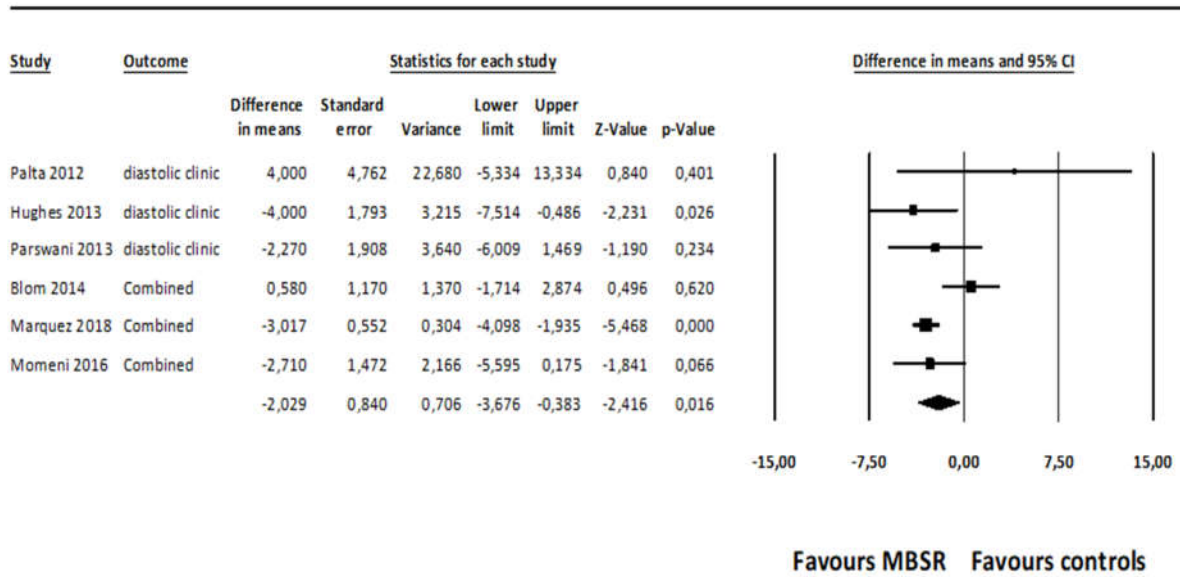 Study Outcome Statistics for each study Difference in means and 95% CI
Difference Standard Lower Upper
in means error Variance limit limit Z-Value p-Value
Palta 2012 diastolic clinic 4,000 4,762 22,680 -5,334 13,334 0,840 0,401
Hughes 2013 diastolic clinic -4,000 1,793 3,215 -7,514 -0,486 -2,231 0,026
Parswani 2013 diastolic clinic -2,270 1,908 3,640 -6,009 1,469 -1,190 0,234
Blom 2014 Combined 0,580 1,170 1,370 -1,714 2,874 0,496 0,620
Marquez 2018 Combined -3,017 0,552 0,304 -4,098 -1,935 -5,468 0,000
Momeni 2016 Combined -2,710 1,472 2,166 -5,595 0,175 -1,841 0,066
-2,029 0,840 0,706 -3,676 -0,383 -2,416 0,016
-15,00 -7,50 0,00 7,50 15,00
Favours MBSR Favours controls